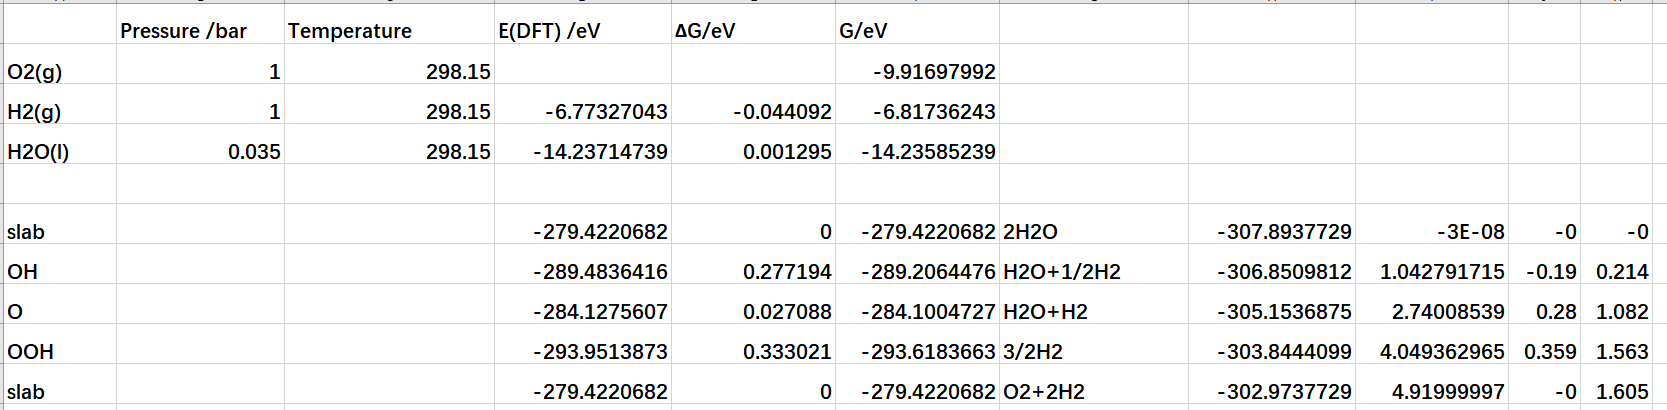 Pressure /bar Temperature E(DFT) /eV ΔG/eV G/eV
O2(g) 1 298.15 -9.91697992
H2(g) 1 298.15 -6.77327043 -0.044092 -6.81736243
H2O(l) 0.035 298.15 -14.23714739 0.001295 -14.23585239
slab -279.4220682 0 -279.4220682 2H2O -307.8937729 -3E-08 -0 -0
OH -289.4836416 0.277194 -289.2064476 H2O+1/2H2 -306.8509812 1.042791715 -0.19 0.214
O -284.1275607 0.027088 -284.1004727 H2O+H2 -305.1536875 2.74008539 0.28 1.082
OOH -293.9513873 0.333021 -293.6183663 3/2H2 -303.8444099 4.049362965 0.359 1.563
slab -279.4220682 0 -279.4220682 O2+2H2 -302.9737729 4.91999997 -0 1.605